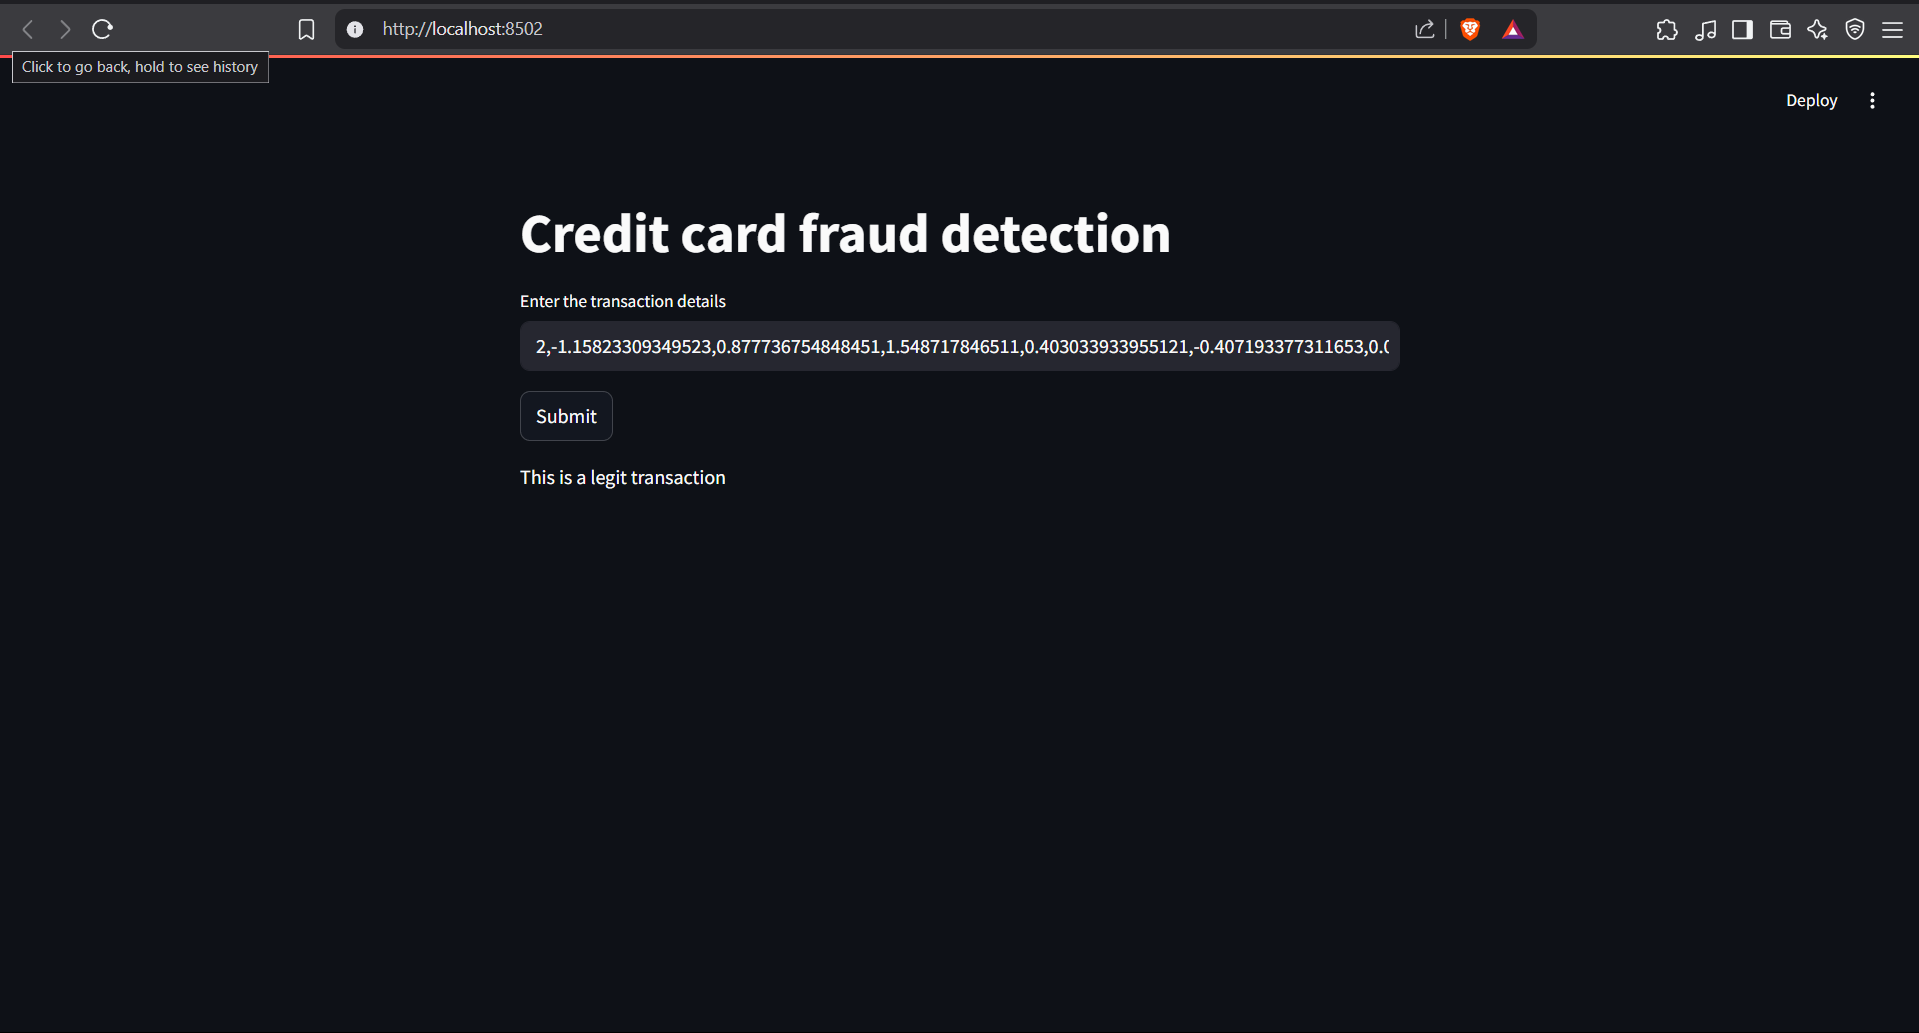 http://localhost:8502
Click to go back, hold to see history
Deploy
Credit card fraud detection
Enter the transaction details
2,-1.15823309349523,0.877736754848451,1.548717846511,0.403033933955121,-0.407193377311653,0.0
Submit
This is a legit transaction